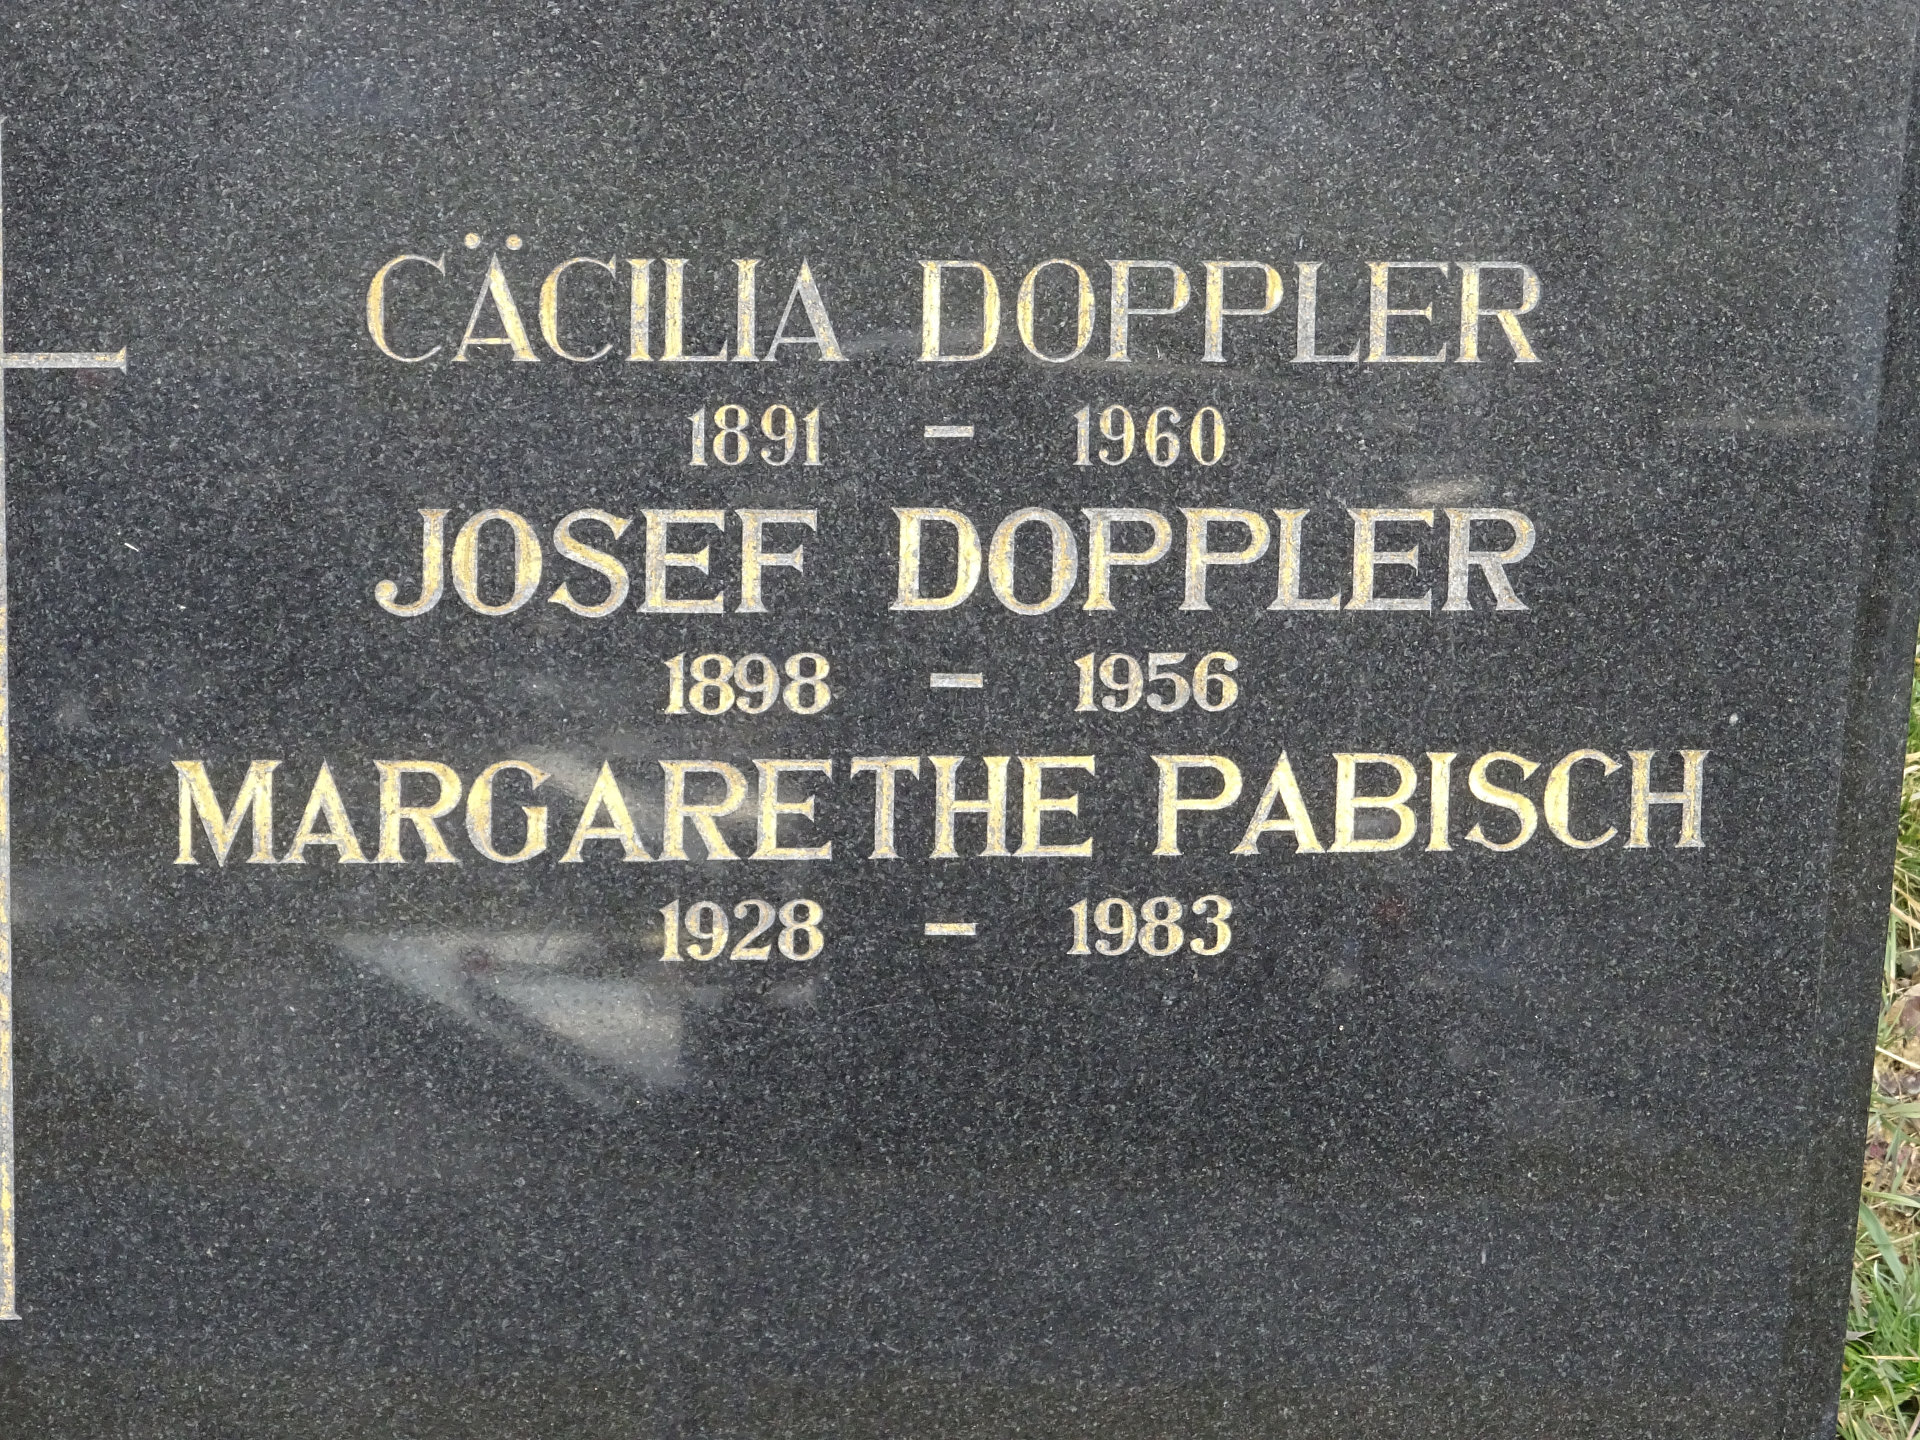 CÄCILIA DOPPLER
1891 - 1960
JOSEF DOPPLER
1898 - 1956
MARGARETHE PABISCH
1928 - 1983